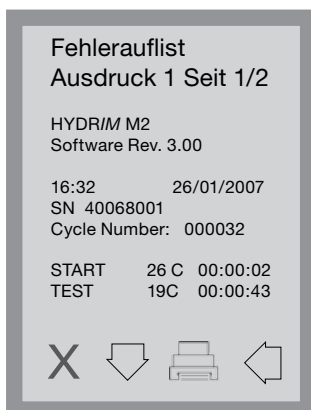 Fehlerauflist
Ausdruck 1 Seit 1/2
HYDRIM M2
Software Rev. 3.00
16:32 26/01/2007
SN 40068001
Cycle Number: 000032
START 26 C 00:00:02
TEST 19C 00:00:43
X